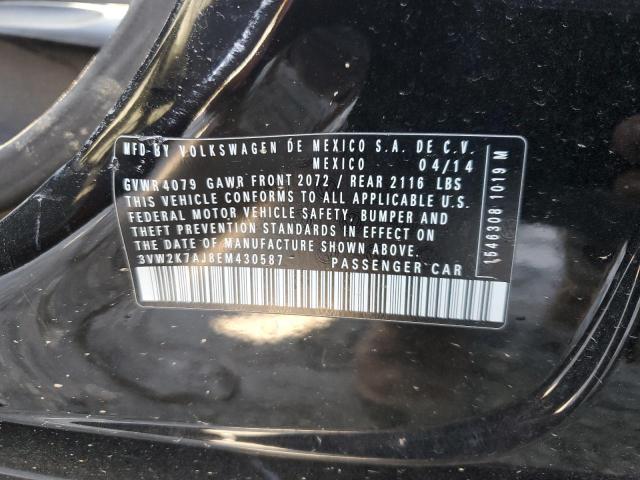 MFD·BY VOLKSWAGEN DE MEXICO S.A. DE C.V.
MEXICO 04/14
GVWR 4079 GAWR FRONT 2072 / REAR 2116 LBS
THIS VEHICLE CONFORMS TO ALL APPLICABLE U.S.
FEDERAL MOTOR VEHICLE SAFETY, BUMPER AND
THEFT PREVENTION STANDARDS IN EFFECT ON
THE DATE OF MANUFACTURE SHOWN ABOVE.
3VW2K7AJ8EM430587 PASSENGER CAR
1546308 1019 M